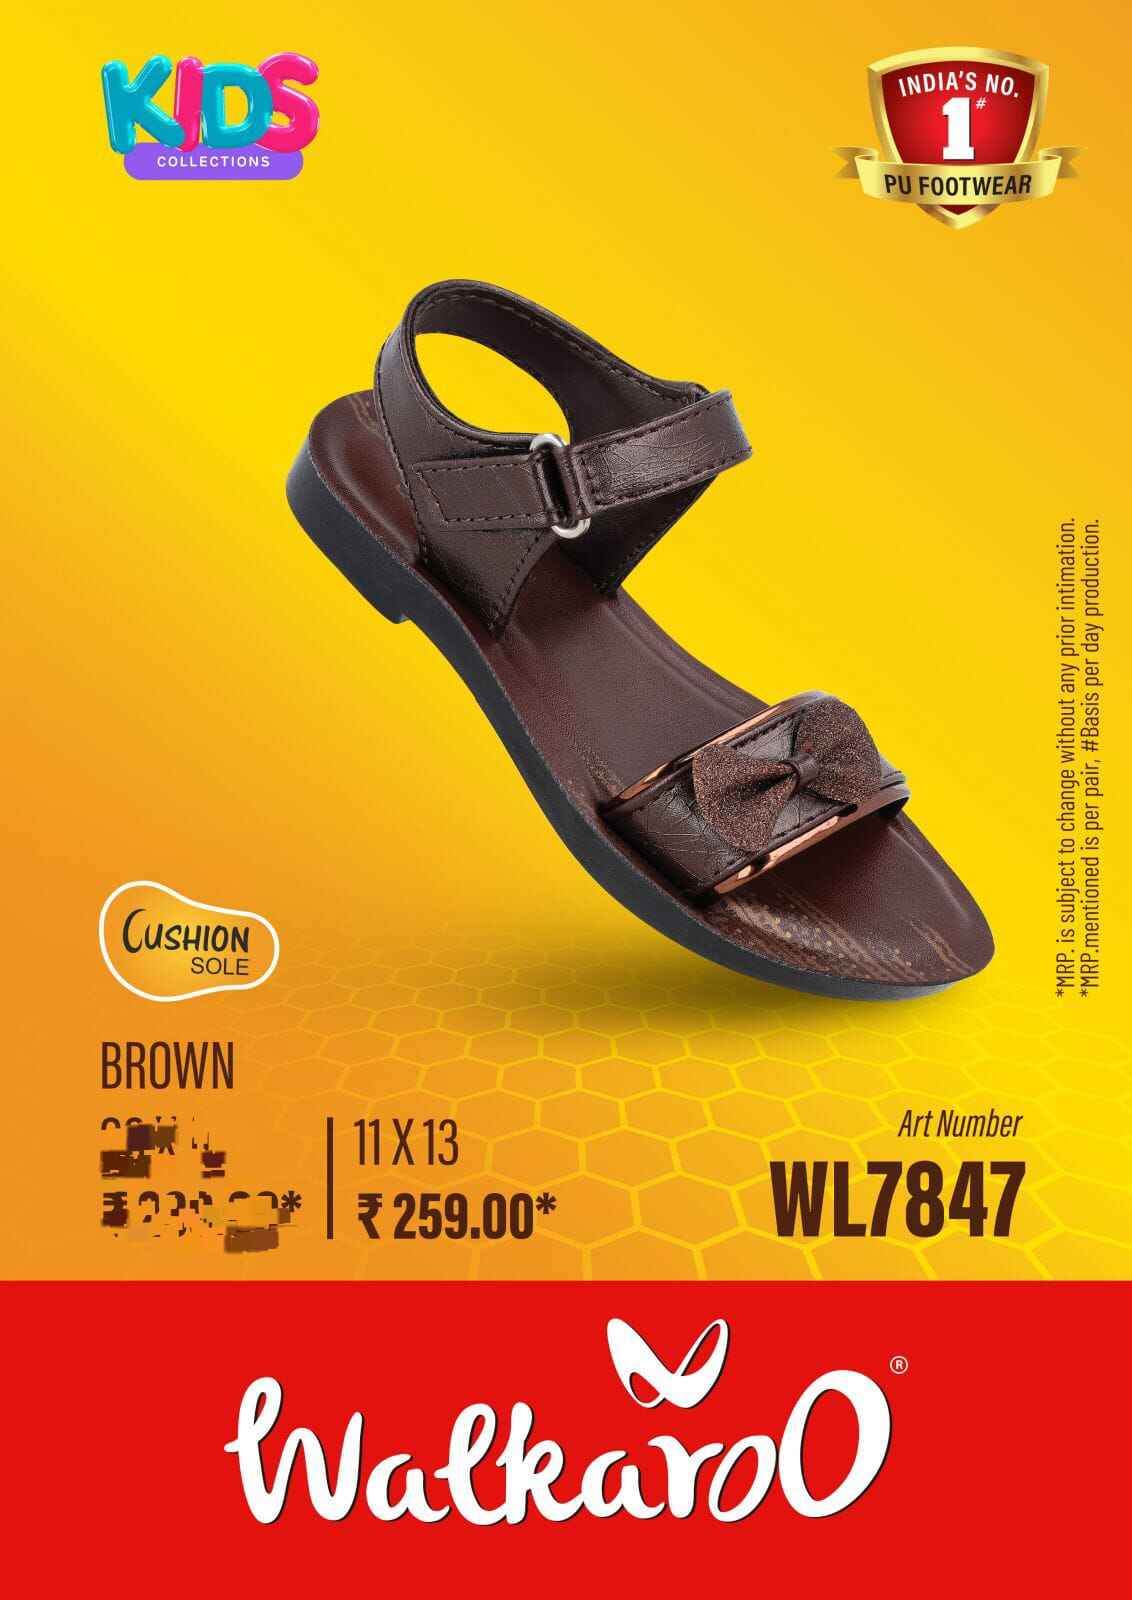 KIDS
COLLECTIONS
INDIA'S NO.
1#
PU FOOTWEAR
*MRP. is subject to change without any prior intimation.
*MRP.mentioned is per pair, #Basis per day production.
CUSHION
SOLE
BROWN
11 X 13
₹ 259.00*
Art Number
WL7847
Walkaroo®